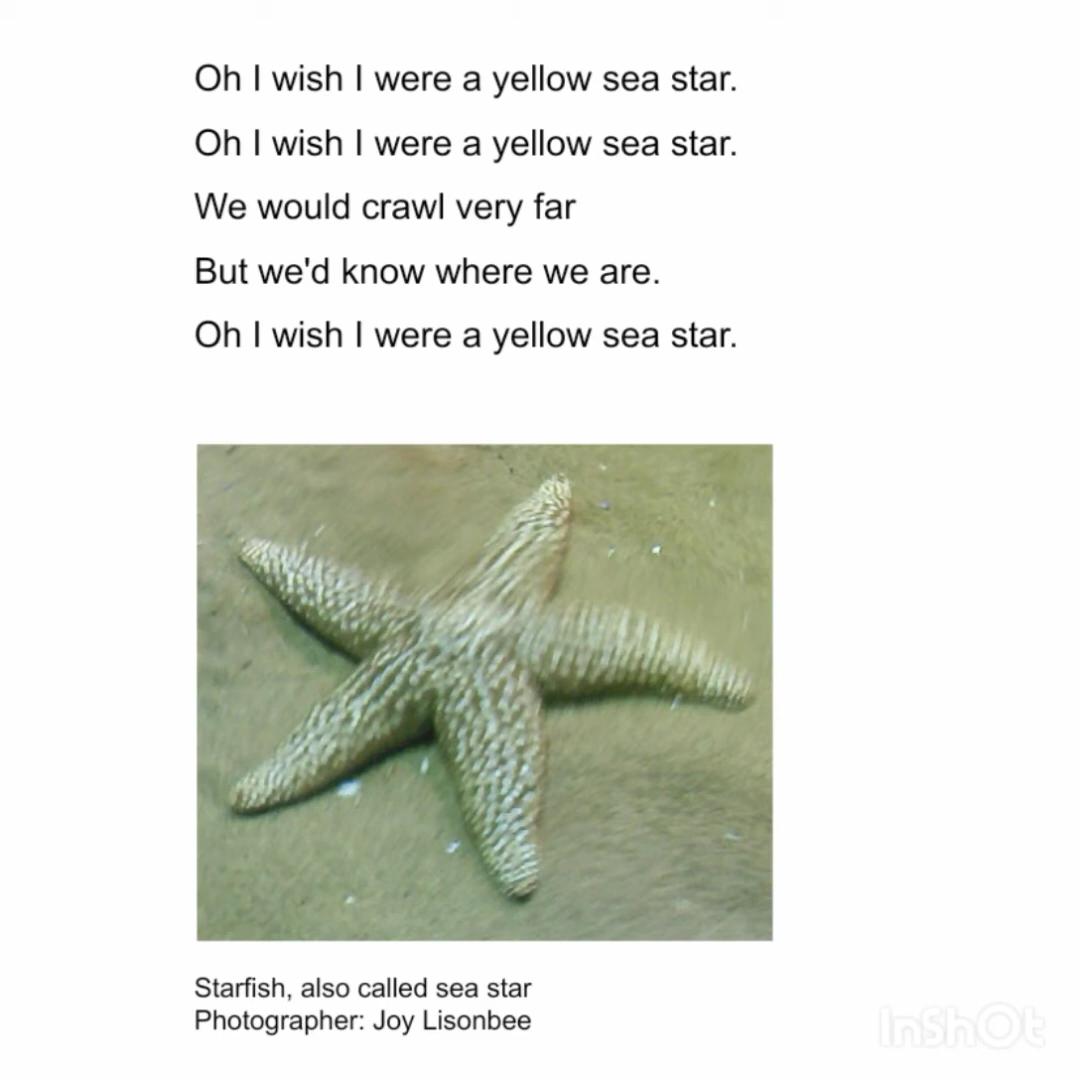 Oh I wish I were a yellow sea star.
Oh I wish I were a yellow sea star.
We would crawl very far
But we'd know where we are.
Oh I wish I were a yellow sea star.
Starfish, also called sea star
Photographer: Joy Lisonbee
InShOt